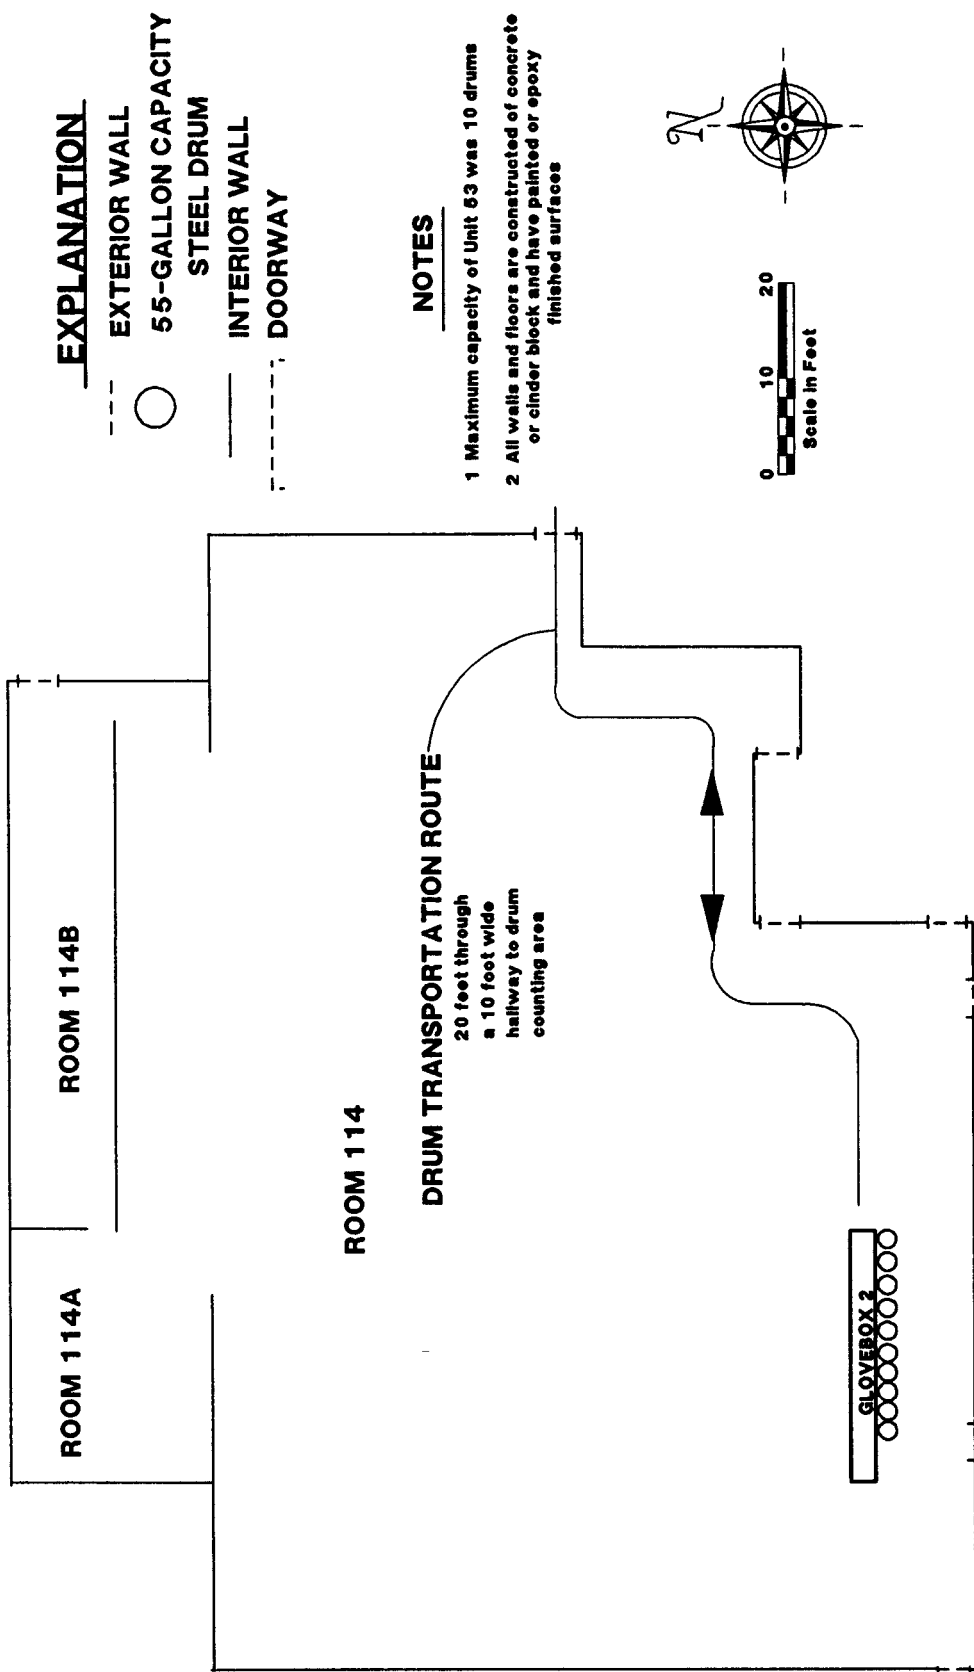 EXPLANATION
EXTERIOR WALL
55-GALLON CAPACITY
STEEL DRUM
INTERIOR WALL
DOORWAY
NOTES
1 Maximum capacity of Unit 53 was 10 drums
2 All walls and floors are constructed of concrete
or cinder block and have painted or epoxy
finished surfaces
N
0 10 20
Scale in Feet
ROOM 114A
ROOM 114B
ROOM 114
DRUM TRANSPORTATION ROUTE
20 feet through
a 10 foot wide
hallway to drum
counting area
GLOVEBOX 2